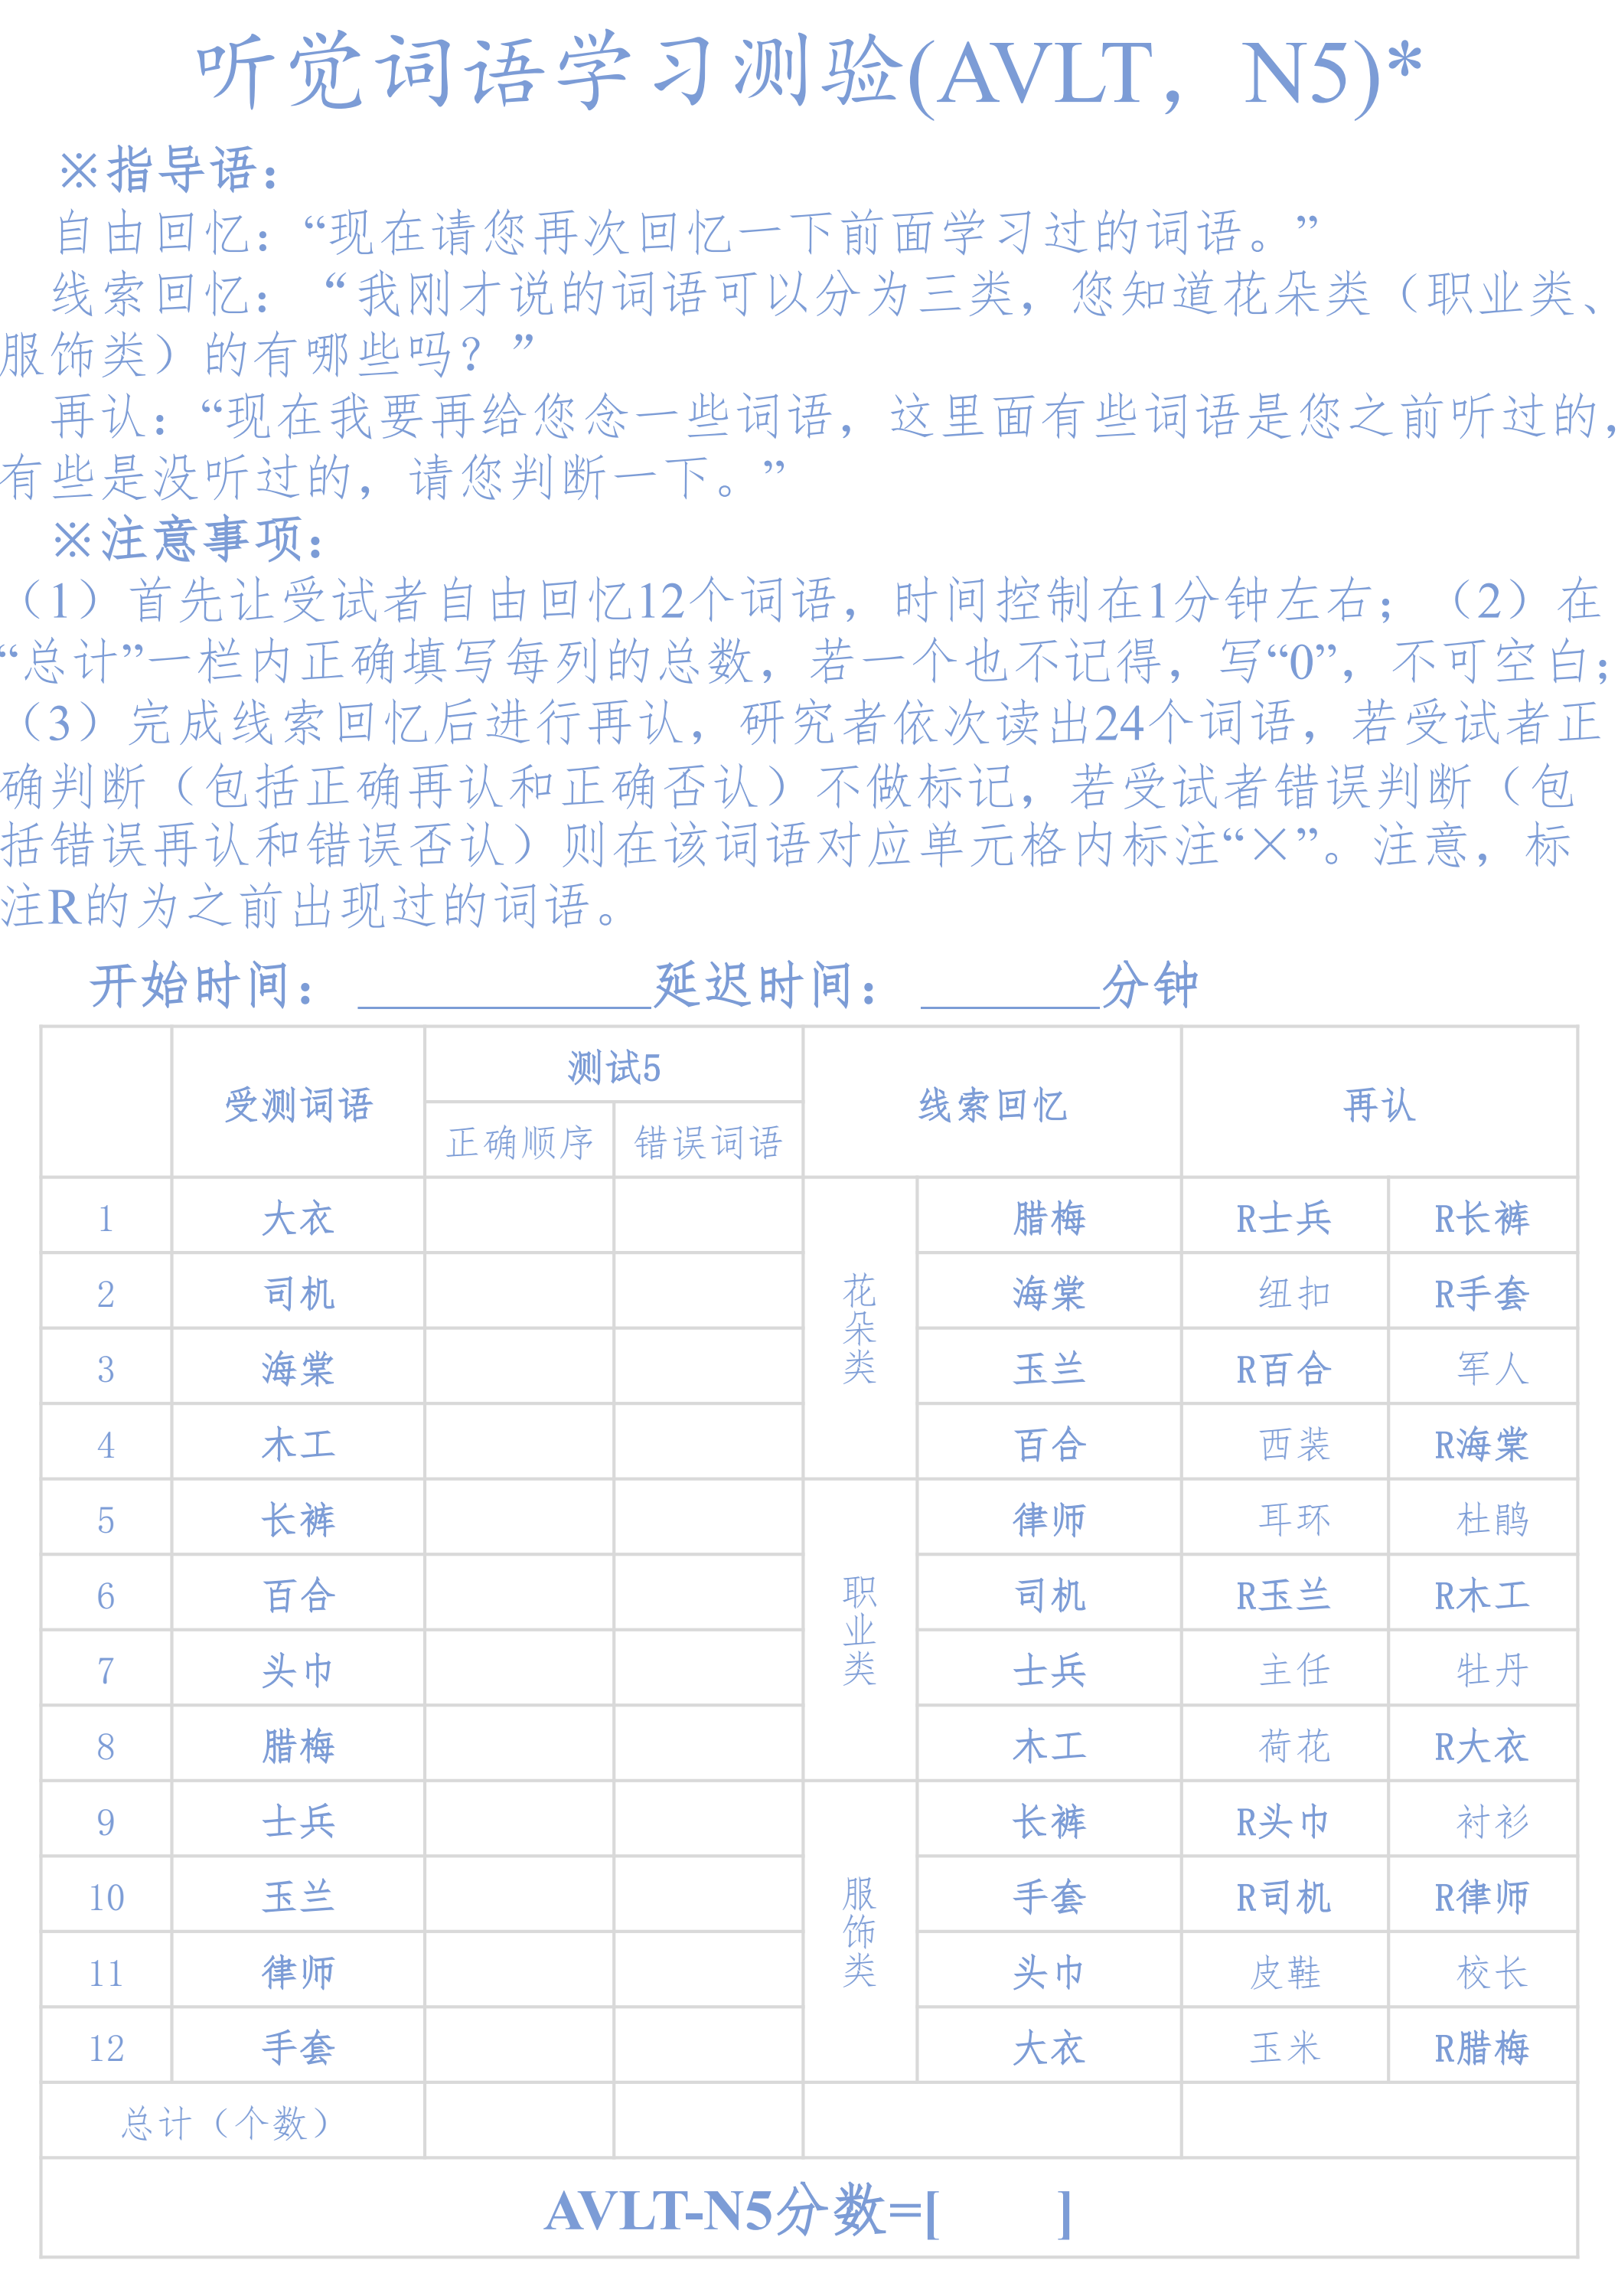 听觉词语学习测验(AVLT，N5)*
※指导语：
自由回忆：“现在请您再次回忆一下前面学习过的词语。”
线索回忆：“我刚才说的词语可以分为三类，您知道花朵类（职业类、
服饰类）的有哪些吗？”
再认：“现在我要再给您念一些词语，这里面有些词语是您之前听过的，
有些是没听过的，请您判断一下。”
※注意事项：
（1）首先让受试者自由回忆12个词语，时间控制在1分钟左右；（2）在
“总计”一栏内正确填写每列的总数，若一个也不记得，写“0”，不可空白；
（3）完成线索回忆后进行再认，研究者依次读出24个词语，若受试者正
确判断（包括正确再认和正确否认）不做标记，若受试者错误判断（包
括错误再认和错误否认）则在该词语对应单元格内标注“×”。注意，标
注R的为之前出现过的词语。
开始时间：____________延迟时间：_______分钟
受测词语 测试5 线索回忆 再认
正确顺序 错误词语
1 大衣 花朵类 腊梅 R士兵 R长裤
2 司机 海棠 纽扣 R手套
3 海棠 玉兰 R百合 军人
4 木工 百合 西装 R海棠
5 长裤 职业类 律师 耳环 杜鹃
6 百合 司机 R玉兰 R木工
7 头巾 士兵 主任 牡丹
8 腊梅 木工 荷花 R大衣
9 士兵 服饰类 长裤 R头巾 衬衫
10 玉兰 手套 R司机 R律师
11 律师 头巾 皮鞋 校长
12 手套 大衣 玉米 R腊梅
总计（个数）
AVLT-N5分数=[ ]